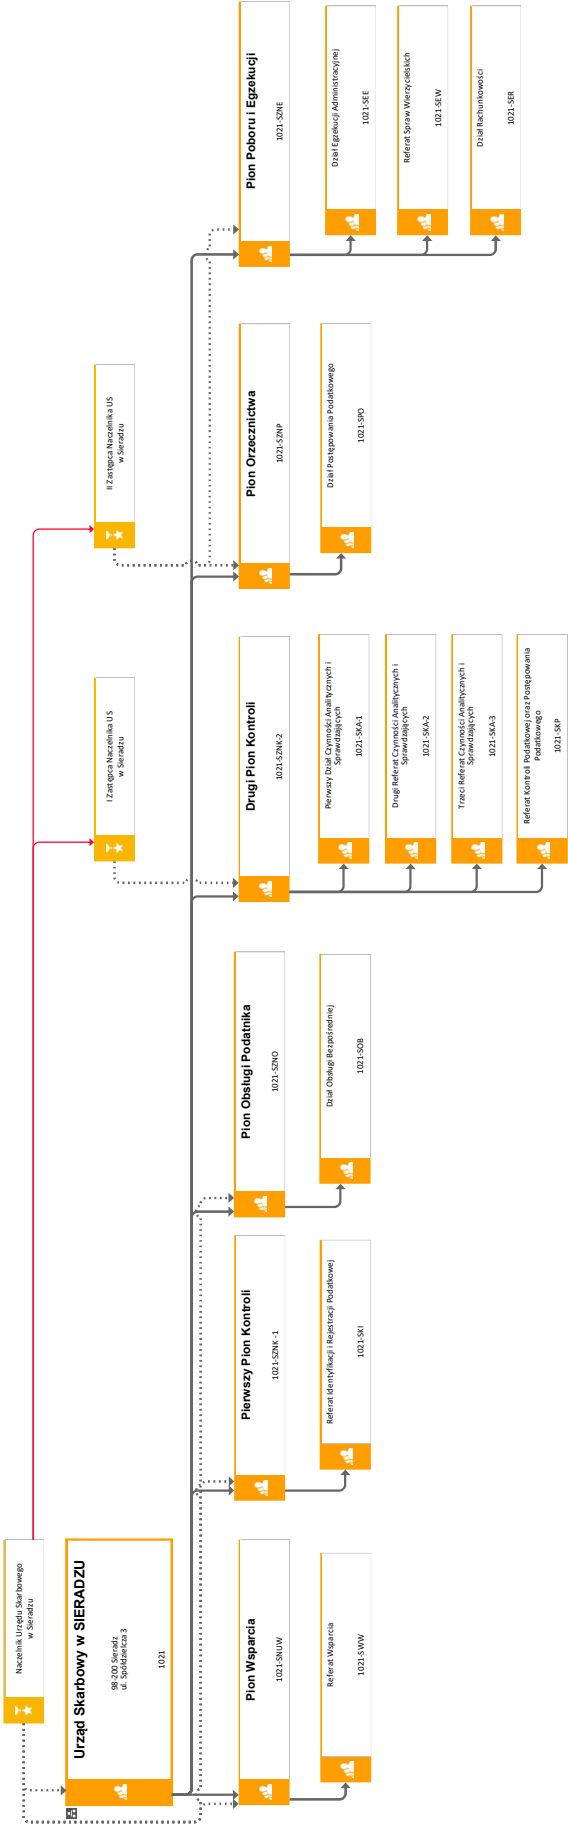 Naczelnik Urzędu Skarbowego
w Sieradzu
Urząd Skarbowy w SIERADZU
98-200 Sieradz
ul. Spółdzielcza 3
1021
I Zastępca Naczelnika US
w Sieradzu
II Zastępca Naczelnika US
w Sieradzu
Pion Wsparcia
1021-SNUW
Referat Wsparcia
1021-SWW
Pierwszy Pion Kontroli
1021-SZNK -1
Referat Identyfikacji i Rejestracji Podatkowej
1021-SKI
Pion Obsługi Podatnika
1021-SZNO
Dział Obsługi Bezpośredniej
1021-SOB
Drugi Pion Kontroli
1021-SZNK-2
Pierwszy Dział Czynności Analitycznych i
Sprawdzających
1021-SKA-1
Drugi Referat Czynności Analitycznych i
Sprawdzających
1021-SKA-2
Trzeci Referat Czynności Analitycznych i
Sprawdzających
1021-SKA-3
Referat Kontroli Podatkowej oraz Postępowania
Podatkowego
1021-SKP
Pion Orzecznictwa
1021-SZNP
Dział Postępowania Podatkowego
1021-SPO
Pion Poboru i Egzekucji
1021-SZNE
Dział Egzekucji Administracyjnej
1021-SEE
Referat Spraw Wierzycielskich
1021-SEW
Dział Rachunkowości
1021-SER